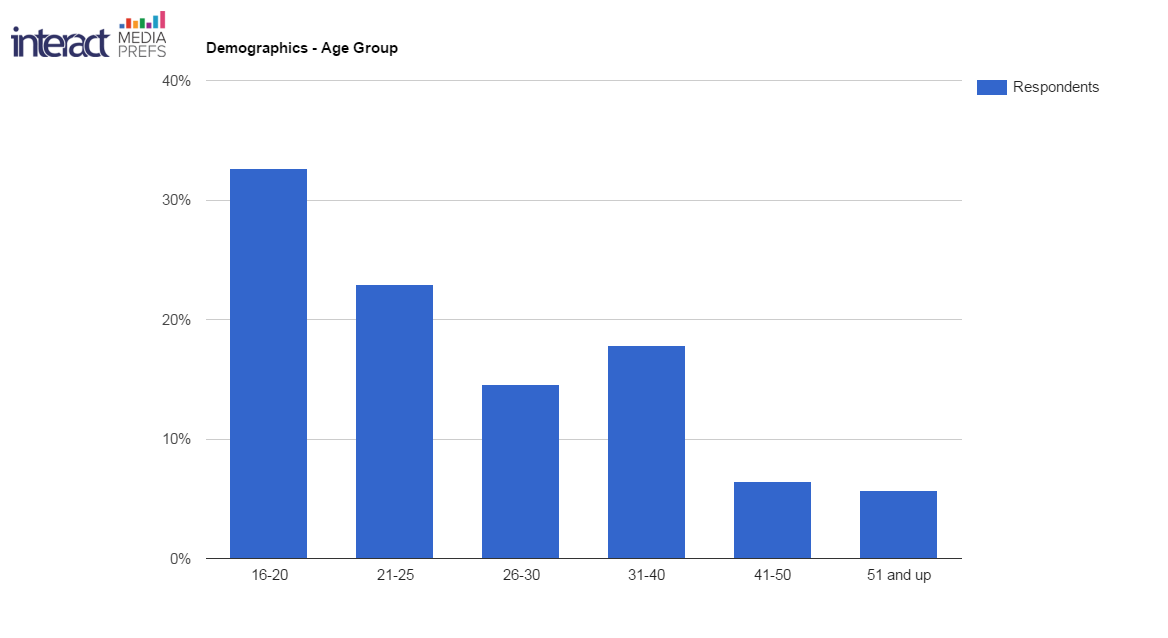 interact
MEDIA
PREFS
Demographics - Age Group
Respondents
40%
30%
20%
10%
0%
16-20
21-25
26-30
31-40
41-50
51 and up